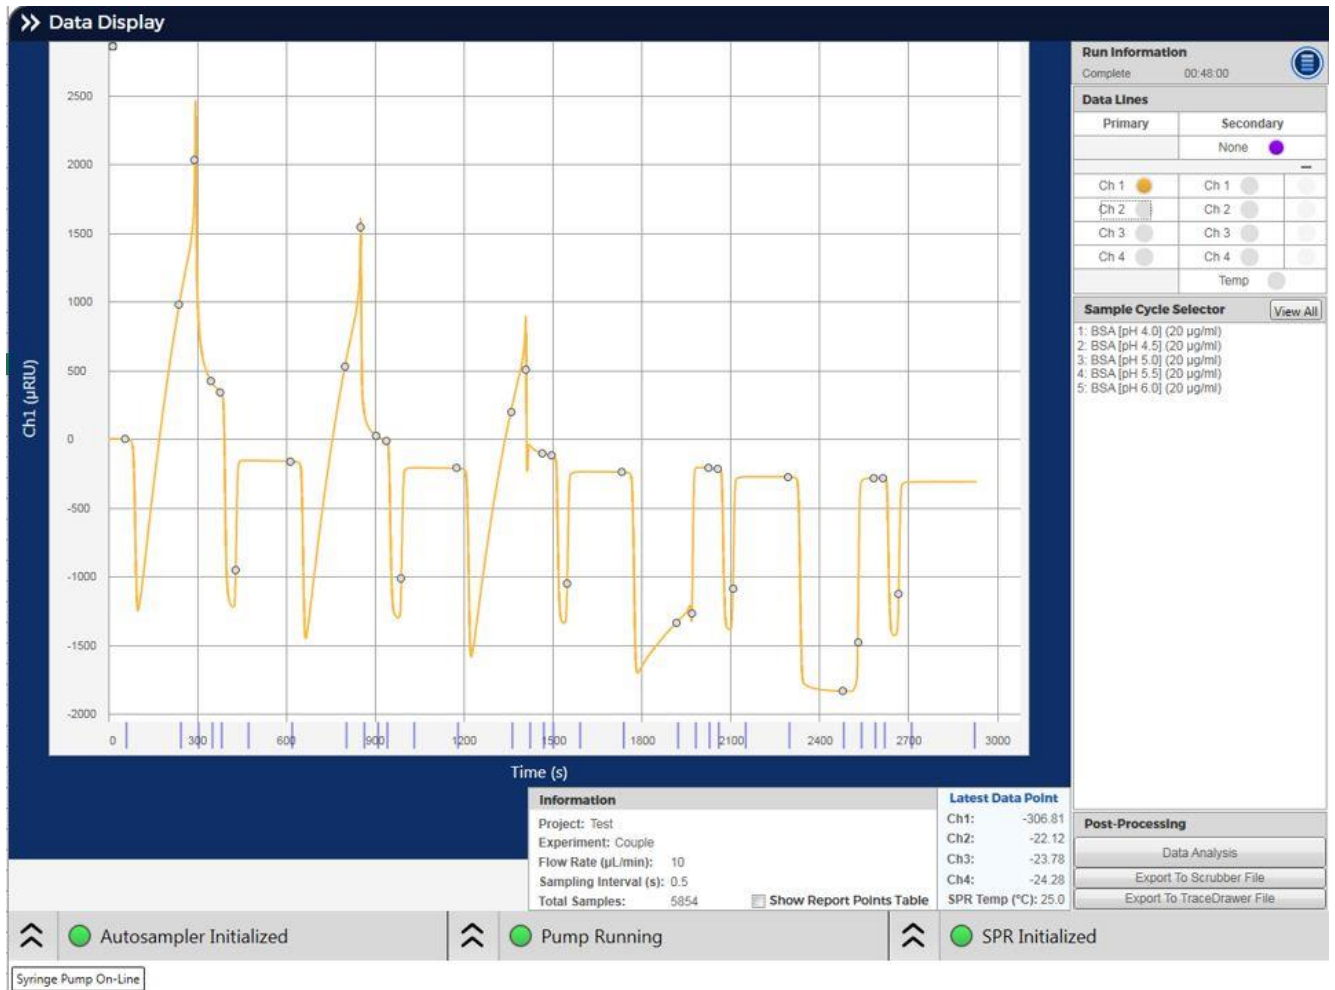 Data Display
Ch1 (µRIU)
2500
2000
1500
1000
500
0
-500
-1000
-1500
-2000
0 300 600 900 1200 1500 1800 2100 2400 2700 3000
Time (s)
Run Information
Complete 00:48:00
Data Lines
Primary Secondary
None
Ch 1 Ch 1
Ch 2 Ch 2
Ch 3 Ch 3
Ch 4 Ch 4
Temp
Sample Cycle Selector View All
1: BSA [pH 4.0] (20 µg/ml)
2: BSA [pH 4.5] (20 µg/ml)
3: BSA [pH 5.0] (20 µg/ml)
4: BSA [pH 5.5] (20 µg/ml)
5: BSA [pH 6.0] (20 µg/ml)
Information
Project: Test
Experiment: Couple
Flow Rate (µL/min): 10
Sampling Interval (s): 0.5
Total Samples: 5854
Show Report Points Table
Latest Data Point
Ch1: -306.81
Ch2: -22.12
Ch3: -23.78
Ch4: -24.28
SPR Temp (°C): 25.0
Post-Processing
Data Analysis
Export To Scrubber File
Export To TraceDrawer File
Autosampler Initialized
Pump Running
SPR Initialized
Syringe Pump On-Line